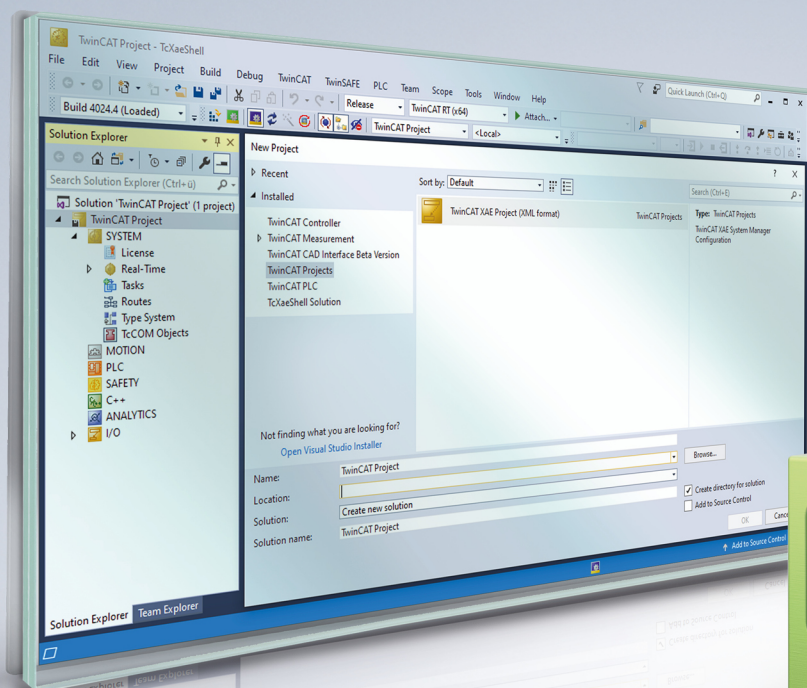 TwinCAT Project - TcXaeShell
File Edit View Project Build Debug TwinCAT TwinSAFE PLC Team Scope Tools Window Help
Quick Launch (Ctrl+Q)
Release
TwinCAT RT (x64)
Attach...
Build 4024.4 (Loaded)
TwinCAT Project
<Local>
Solution Explorer
Search Solution Explorer (Ctrl+ü)
Solution 'TwinCAT Project' (1 project)
TwinCAT Project
SYSTEM
License
Real-Time
Tasks
Routes
Type System
TcCOM Objects
MOTION
PLC
SAFETY
C++
ANALYTICS
I/O
Solution Explorer
Team Explorer
New Project
? X
Recent
Installed
TwinCAT Controller
TwinCAT Measurement
TwinCAT CAD Interface Beta Version
TwinCAT Projects
TwinCAT PLC
TcXaeShell Solution
Not finding what you are looking for?
Open Visual Studio Installer
Sort by: Default
TwinCAT XAE Project (XML format)
TwinCAT Projects
Search (Ctrl+E)
Type: TwinCAT Projects
TwinCAT XAE System Manager
Configuration
Name:
TwinCAT Project
Location:
Browse...
Solution:
Create new solution
Create directory for solution
Solution name:
TwinCAT Project
Add to Source Control
OK
Cance
Add to Source Control